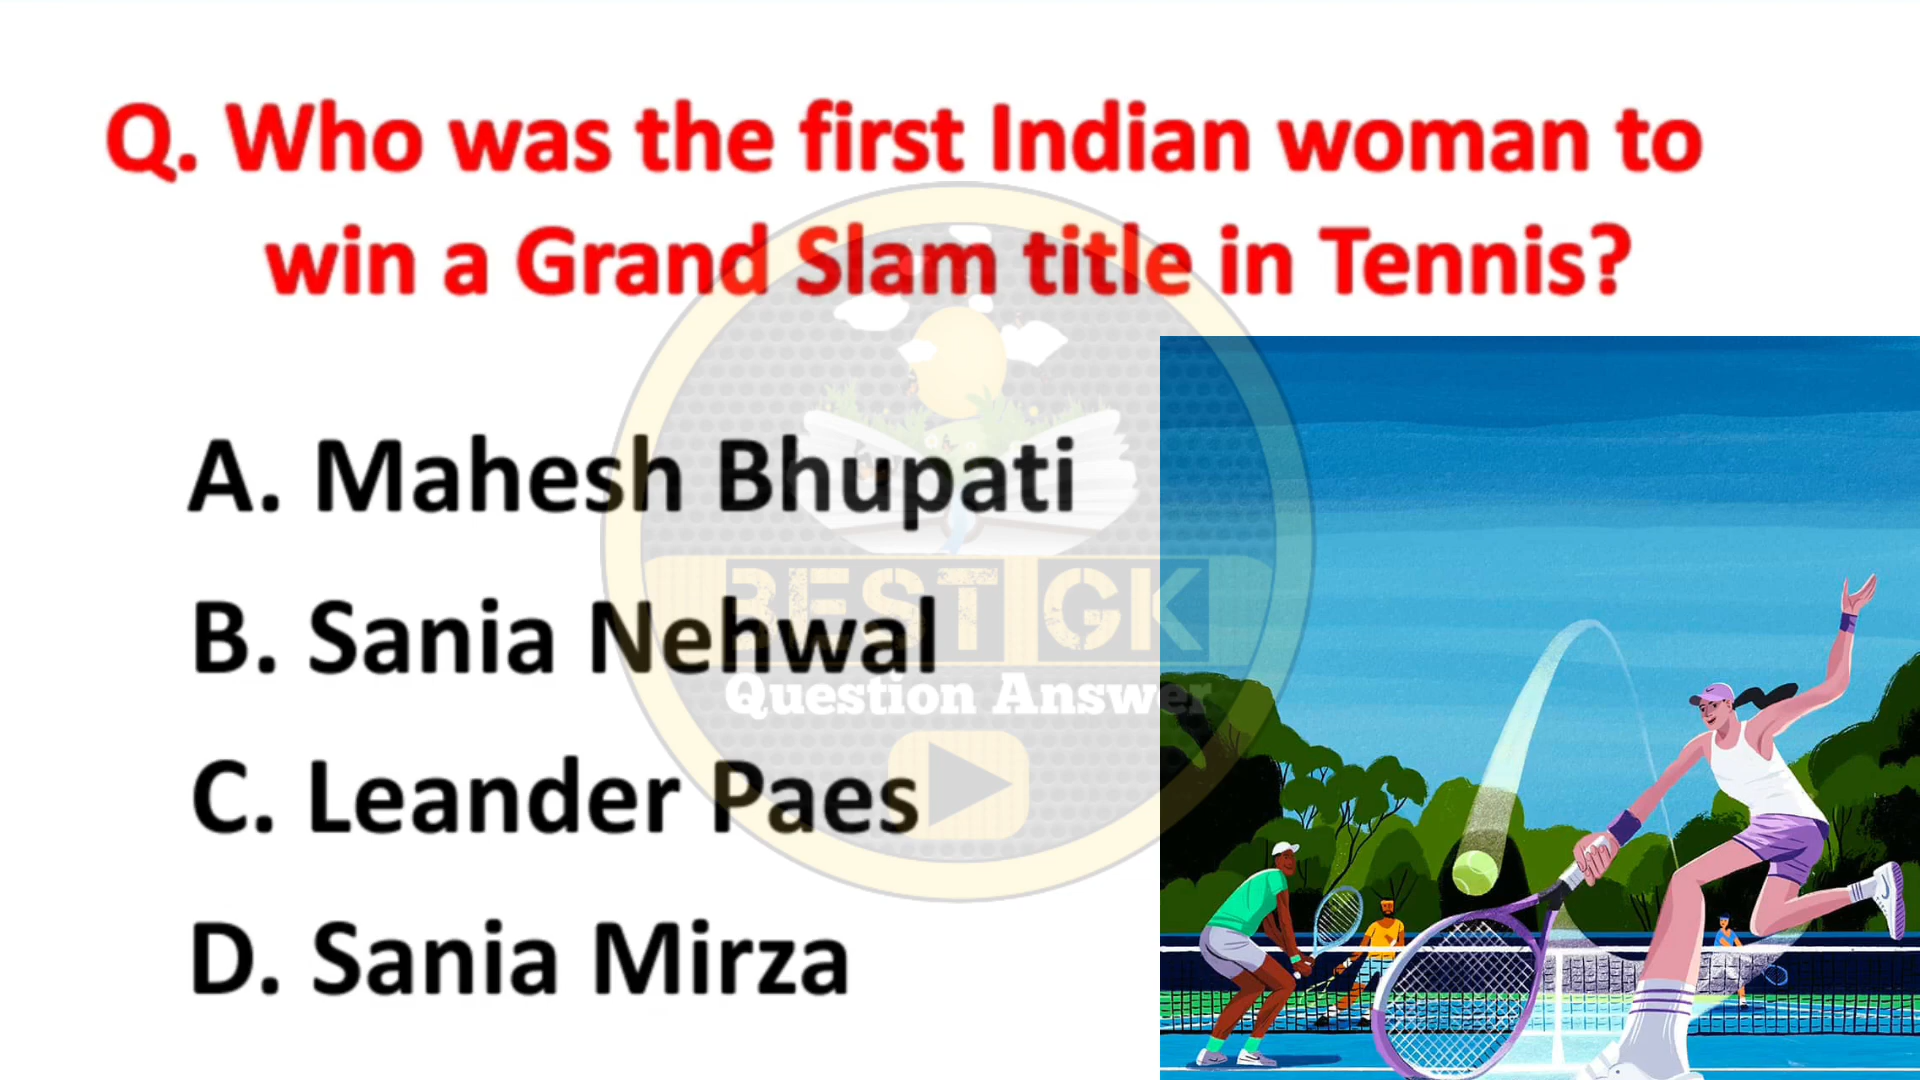 Q. Who was the first Indian woman to
win a Grand Slam title in Tennis?
A. Mahesh Bhupati
B. Sania Nehwal
C. Leander Paes
D. Sania Mirza
BEST GK
Question Answer